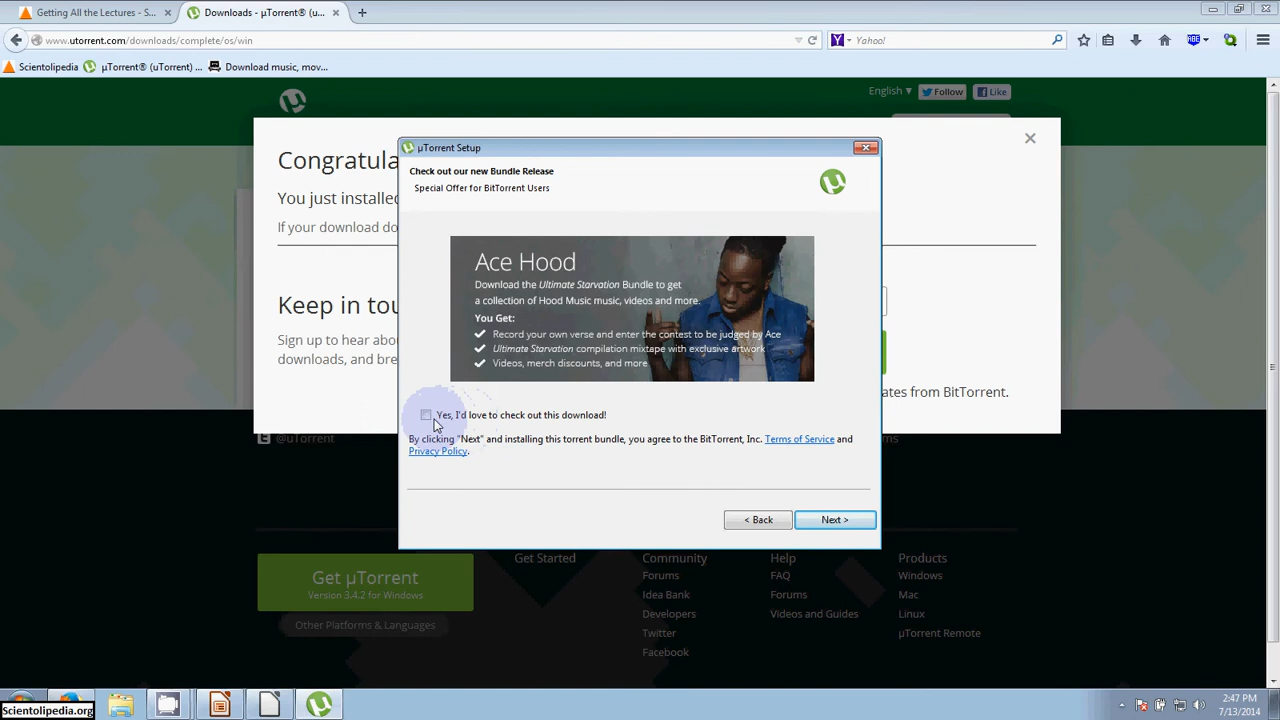 Getting All the Lectures - S...
Downloads - µTorrent® (u...
www.utorrent.com/downloads/complete/os/win
Yahoo!
Scientolipedia
µTorrent® (uTorrent) ...
Download music, mov...
English ▼
Follow
Like
Congratula
You just installe
If your download do
Keep in tou
Sign up to hear abou
downloads, and bre
ates from BitTorrent.
µTorrent Setup
Check out our new Bundle Release
Special Offer for BitTorrent Users
Ace Hood
Download the Ultimate Starvation Bundle to get
a collection of Hood Music music, videos and more.
You Get:
Record your own verse and enter the contest to be judged by Ace
Ultimate Starvation compilation mixtape with exclusive artwork
Videos, merch discounts, and more
Yes, I'd love to check out this download!
By clicking "Next" and installing this torrent bundle, you agree to the BitTorrent, Inc. Terms of Service and
Privacy Policy.
< Back
Next >
@uTorrent
ms
Get µTorrent
Version 3.4.2 for Windows
Other Platforms & Languages
Get Started
Community
Forums
Idea Bank
Developers
Twitter
Facebook
Help
FAQ
Forums
Videos and Guides
Products
Windows
Mac
Linux
µTorrent Remote
Scientolipedia.org
2:47 PM
7/13/2014